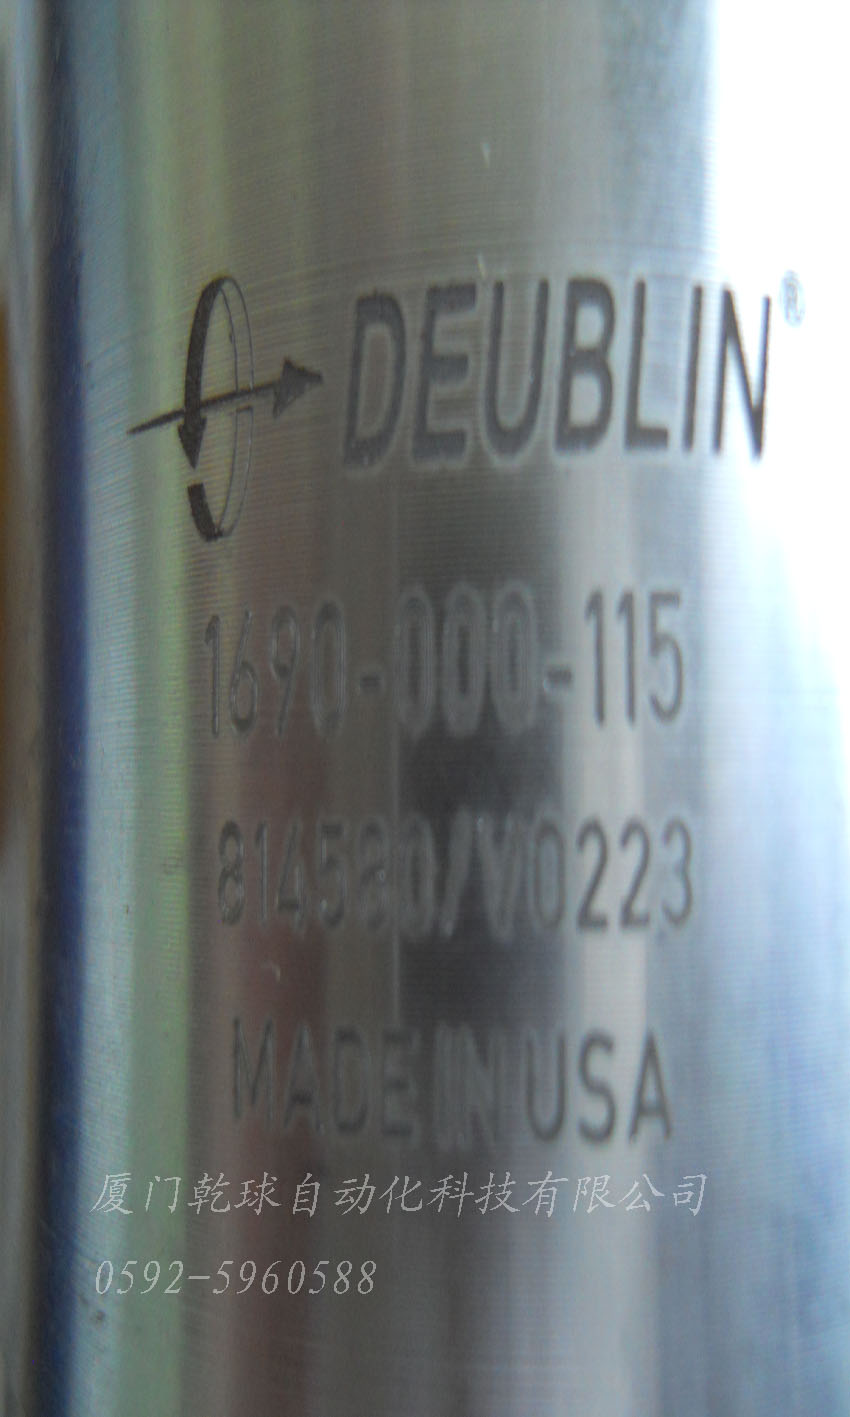 DEUBLIN®
1690-000-115
814580/V0223
MADE IN USA
厦门乾球自动化科技有限公司
0592-5960588